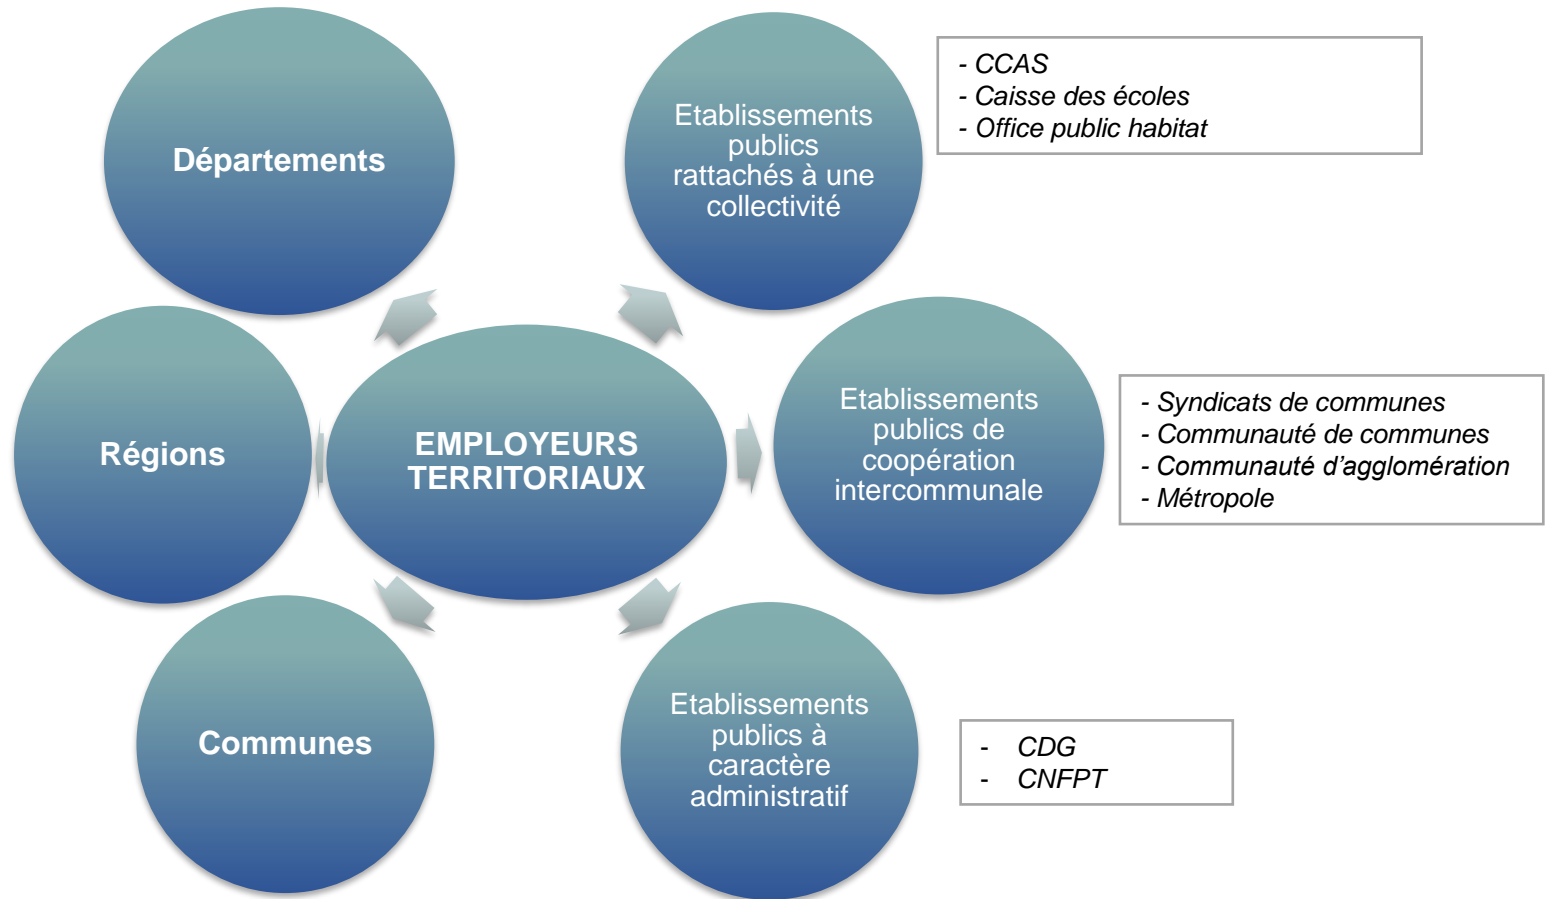 Départements
Etablissements
publics
rattachés à une
collectivité
- CCAS
- Caisse des écoles
- Office public habitat
Régions
EMPLOYEURS
TERRITORIAUX
Etablissements
publics de
coopération
intercommunale
- Syndicats de communes
- Communauté de communes
- Communauté d’agglomération
- Métropole
Communes
Etablissements
publics à
caractère
administratif
- CDG
- CNFPT